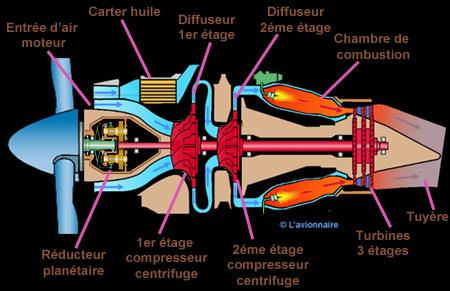 Entrée d'air
moteur
Carter huile
Diffuseur
1er étage
Diffuseur
2éme étage
Chambre de
combustion
© L'avionnaire
Réducteur
planétaire
1er étage
compresseur
centrifuge
2éme étage
compresseur
centrifuge
Turbines
3 étages
Tuyère